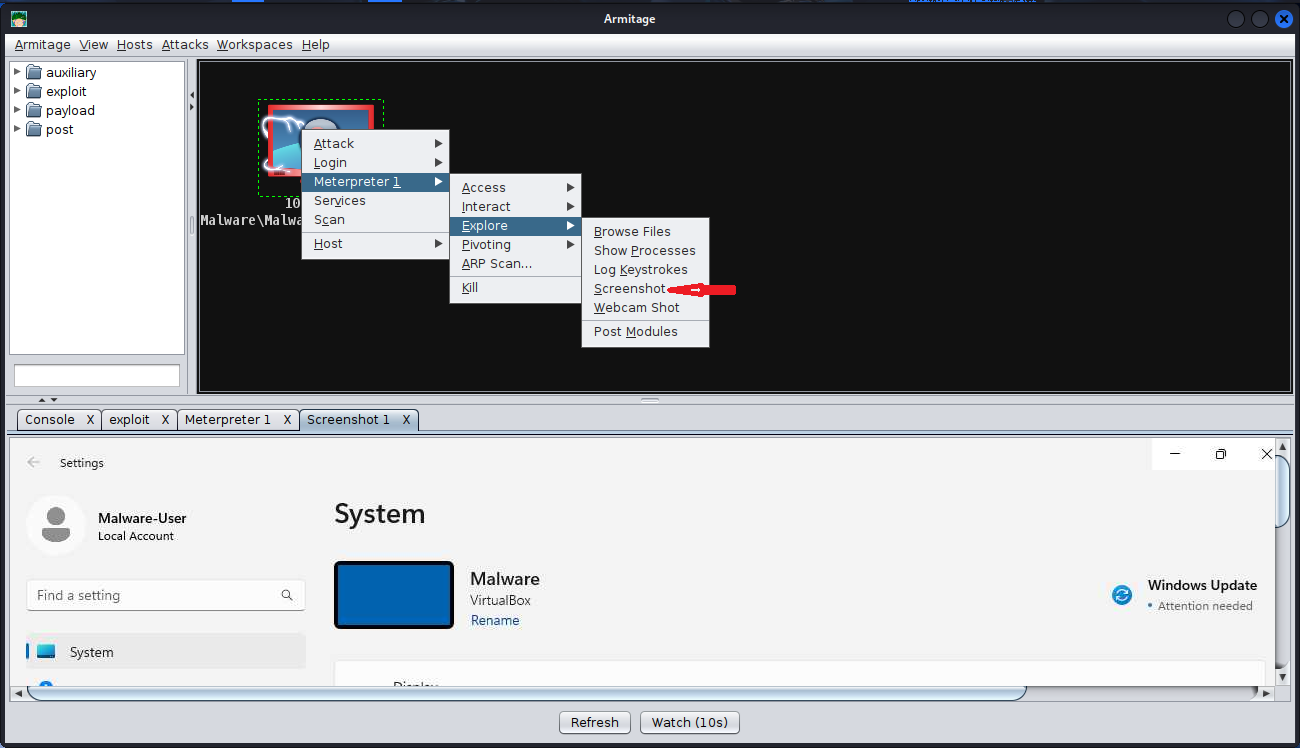 Armitage
Armitage View Hosts Attacks Workspaces Help
auxiliary
exploit
payload
post
10
Malware\Malwa
Attack
Login
Meterpreter 1
Services
Scan
Host
Access
Interact
Explore
Pivoting
ARP Scan...
Kill
Browse Files
Show Processes
Log Keystrokes
Screenshot
Webcam Shot
Post Modules
Console X exploit X Meterpreter 1 X Screenshot 1 X
Settings
Malware-User
Local Account
Find a setting
System
System
Malware
VirtualBox
Rename
Windows Update
• Attention needed
Display
Refresh Watch (10s)